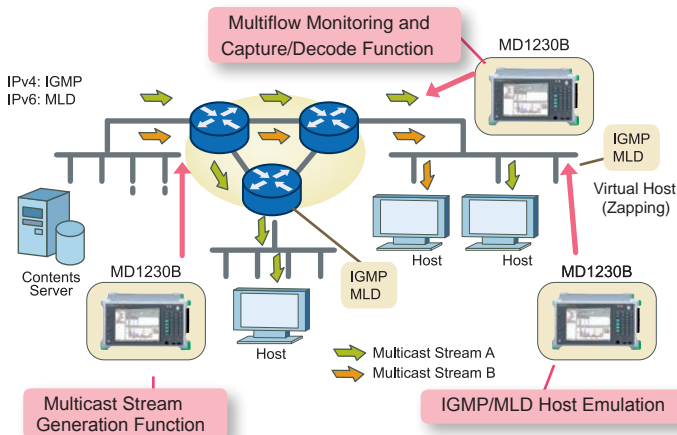 Multiflow Monitoring and
Capture/Decode Function
MD1230B
IPv4: IGMP
IPv6: MLD
IGMP
MLD
Virtual Host
(Zapping)
Contents
Server
MD1230B
IGMP
MLD
Host
Host
MD1230B
Host
Multicast Stream A
Multicast Stream B
Multicast Stream
Generation Function
IGMP/MLD Host Emulation